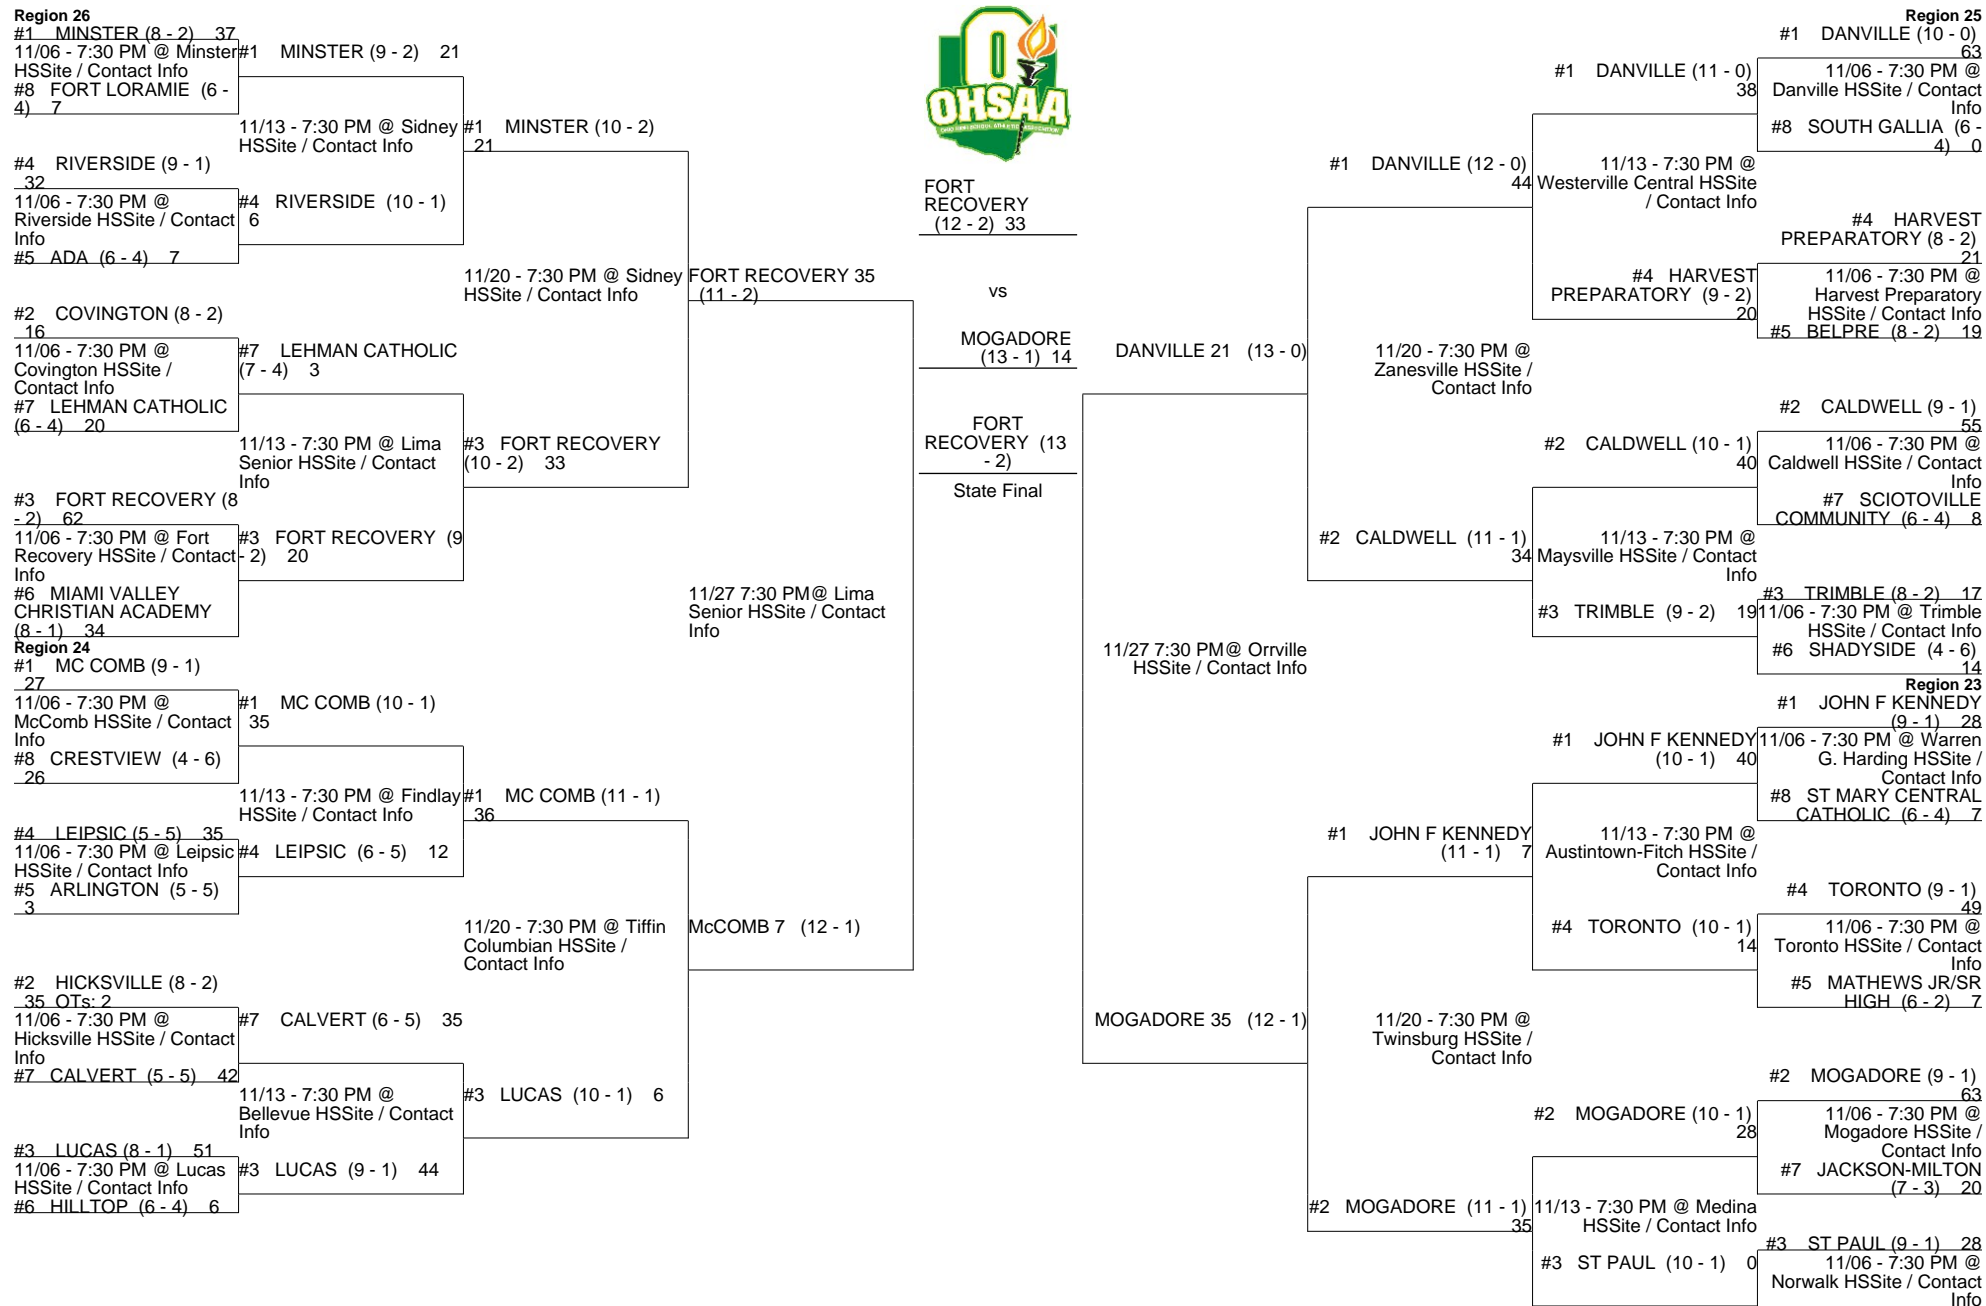 Region 26
#1 MINSTER (8 - 2) 37
11/06 - 7:30 PM @ Minster
HSSite / Contact Info
#8 FORT LORAMIE (6 -
4) 7
#4 RIVERSIDE (9 - 1)
32
11/06 - 7:30 PM @
Riverside HSSite / Contact
Info
#5 ADA (6 - 4) 7
#2 COVINGTON (8 - 2)
16
11/06 - 7:30 PM @
Covington HSSite /
Contact Info
#7 LEHMAN CATHOLIC
(6 - 4) 20
#3 FORT RECOVERY (8
- 2) 62
11/06 - 7:30 PM @ Fort
Recovery HSSite / Contact
Info
#6 MIAMI VALLEY
CHRISTIAN ACADEMY
(8 - 1) 34
Region 24
#1 MC COMB (9 - 1)
27
11/06 - 7:30 PM @
McComb HSSite / Contact
Info
#8 CRESTVIEW (4 - 6)
26
#4 LEIPSIC (5 - 5) 35
11/06 - 7:30 PM @ Leipsic
HSSite / Contact Info
#5 ARLINGTON (5 - 5)
3
#2 HICKSVILLE (8 - 2)
35 OTs: 2
11/06 - 7:30 PM @
Hicksville HSSite / Contact
Info
#7 CALVERT (5 - 5) 42
#3 LUCAS (8 - 1) 51
11/06 - 7:30 PM @ Lucas
HSSite / Contact Info
#6 HILLTOP (6 - 4) 6
#1 MINSTER (9 - 2) 21
11/13 - 7:30 PM @ Sidney
HSSite / Contact Info
#4 RIVERSIDE (10 - 1)
6
#7 LEHMAN CATHOLIC
(7 - 4) 3
11/13 - 7:30 PM @ Lima
Senior HSSite / Contact
Info
#3 FORT RECOVERY (9
- 2) 20
#1 MC COMB (10 - 1)
35
11/13 - 7:30 PM @ Findlay
HSSite / Contact Info
#4 LEIPSIC (6 - 5) 12
#7 CALVERT (6 - 5) 35
11/13 - 7:30 PM @
Bellevue HSSite / Contact
Info
#3 LUCAS (9 - 1) 44
#1 MINSTER (10 - 2)
21
11/20 - 7:30 PM @ Sidney
HSSite / Contact Info
#3 FORT RECOVERY
(10 - 2) 33
#1 MC COMB (11 - 1)
36
11/20 - 7:30 PM @ Tiffin
Columbian HSSite /
Contact Info
#3 LUCAS (10 - 1) 6
FORT RECOVERY 35
(11 - 2)
11/27 7:30 PM@ Lima
Senior HSSite / Contact
Info
McCOMB 7 (12 - 1)
OHSAA
FORT
RECOVERY
(12 - 2) 33
vs
MOGADORE
(13 - 1) 14
FORT
RECOVERY (13
- 2)
State Final
DANVILLE 21 (13 - 0)
11/27 7:30 PM@ Orrville
HSSite / Contact Info
MOGADORE 35 (12 - 1)
#1 DANVILLE (12 - 0)
44
11/20 - 7:30 PM @
Zanesville HSSite /
Contact Info
#2 CALDWELL (11 - 1)
34
#1 JOHN F KENNEDY
(11 - 1) 7
11/20 - 7:30 PM @
Twinsburg HSSite /
Contact Info
#2 MOGADORE (11 - 1)
35
#1 DANVILLE (11 - 0)
38
11/13 - 7:30 PM @
Westerville Central HSSite
/ Contact Info
#4 HARVEST
PREPARATORY (9 - 2)
20
#2 CALDWELL (10 - 1)
40
11/13 - 7:30 PM @
Maysville HSSite / Contact
Info
#3 TRIMBLE (9 - 2) 19
#1 JOHN F KENNEDY
(10 - 1) 40
11/13 - 7:30 PM @
Austintown-Fitch HSSite /
Contact Info
#4 TORONTO (10 - 1)
14
#2 MOGADORE (10 - 1)
28
11/13 - 7:30 PM @ Medina
HSSite / Contact Info
#3 ST PAUL (10 - 1) 0
Region 25
#1 DANVILLE (10 - 0)
63
11/06 - 7:30 PM @
Danville HSSite / Contact
Info
#8 SOUTH GALLIA (6 -
4) 0
#4 HARVEST
PREPARATORY (8 - 2)
21
11/06 - 7:30 PM @
Harvest Preparatory
HSSite / Contact Info
#5 BELPRE (8 - 2) 19
#2 CALDWELL (9 - 1)
55
11/06 - 7:30 PM @
Caldwell HSSite / Contact
Info
#7 SCIOTOVILLE
COMMUNITY (6 - 4) 8
#3 TRIMBLE (8 - 2) 17
11/06 - 7:30 PM @ Trimble
HSSite / Contact Info
#6 SHADYSIDE (4 - 6)
14
Region 23
#1 JOHN F KENNEDY
(9 - 1) 28
11/06 - 7:30 PM @ Warren
G. Harding HSSite /
Contact Info
#8 ST MARY CENTRAL
CATHOLIC (6 - 4) 7
#4 TORONTO (9 - 1)
49
11/06 - 7:30 PM @
Toronto HSSite / Contact
Info
#5 MATHEWS JR/SR
HIGH (6 - 2) 7
#2 MOGADORE (9 - 1)
63
11/06 - 7:30 PM @
Mogadore HSSite /
Contact Info
#7 JACKSON-MILTON
(7 - 3) 20
#3 ST PAUL (9 - 1) 28
11/06 - 7:30 PM @
Norwalk HSSite / Contact
Info